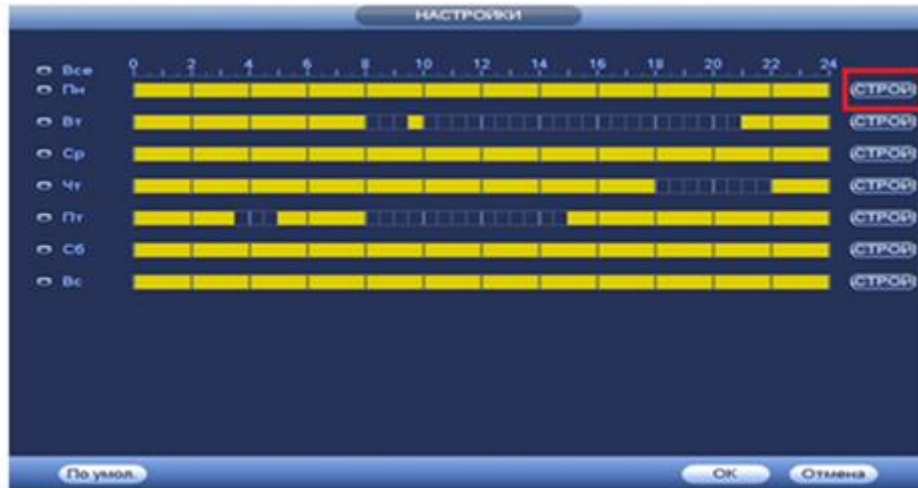 НАСТРОЙКИ
0 2 4 6 8 10 12 14 16 18 20 22 24
Все
Пн СТРОЙ
Вт СТРОЙ
Ср СТРОЙ
Чт СТРОЙ
Пт СТРОЙ
Сб СТРОЙ
Вс СТРОЙ
По умол. ОК Отмена